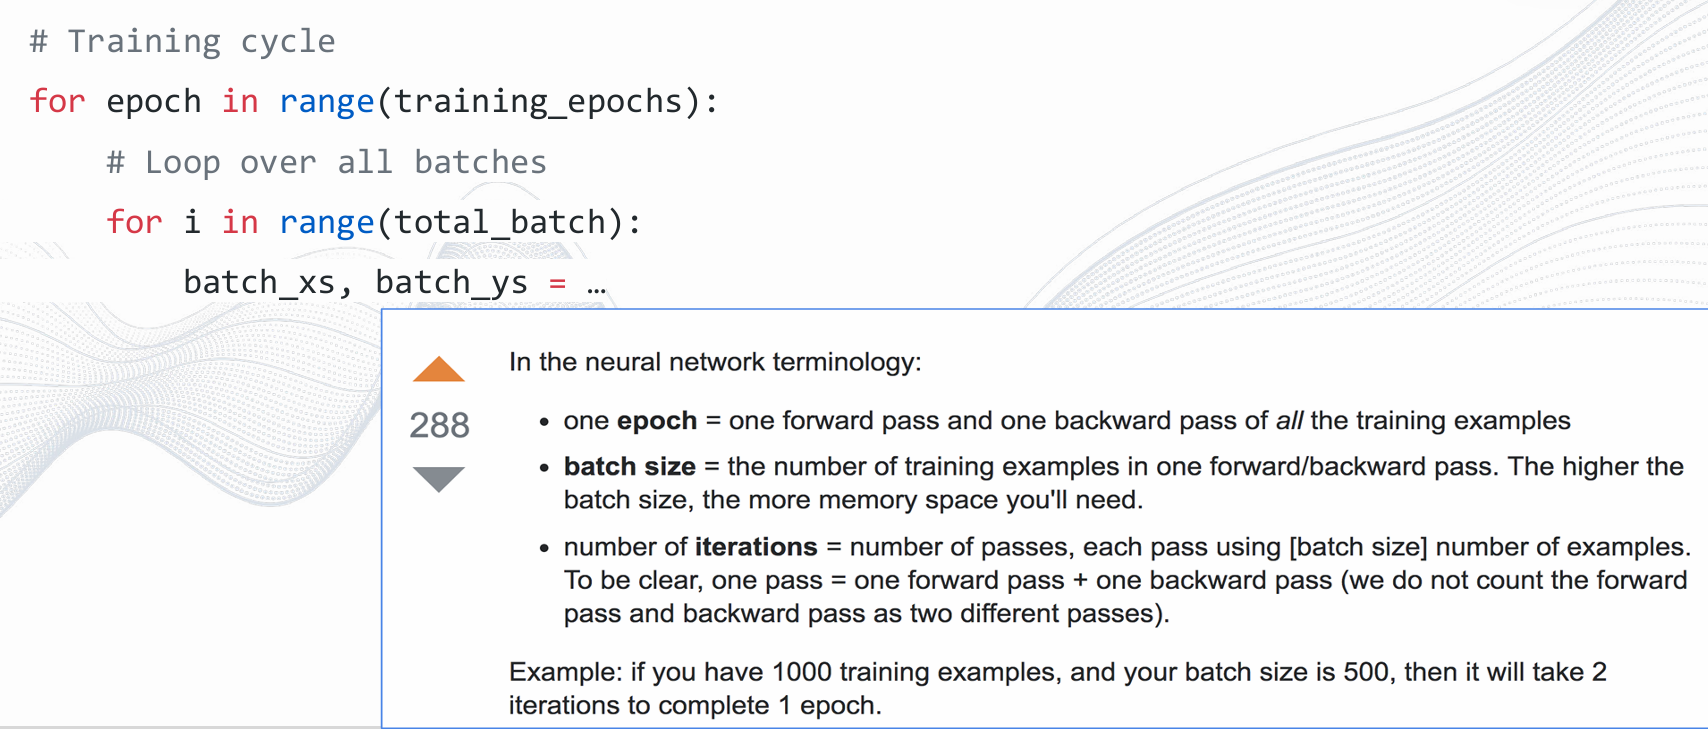 # Training cycle
for epoch in range(training_epochs):
    # Loop over all batches
    for i in range(total_batch):
        batch_xs, batch_ys = …
288
In the neural network terminology:
• one epoch = one forward pass and one backward pass of all the training examples
• batch size = the number of training examples in one forward/backward pass. The higher the
batch size, the more memory space you'll need.
• number of iterations = number of passes, each pass using [batch size] number of examples.
To be clear, one pass = one forward pass + one backward pass (we do not count the forward
pass and backward pass as two different passes).
Example: if you have 1000 training examples, and your batch size is 500, then it will take 2
iterations to complete 1 epoch.